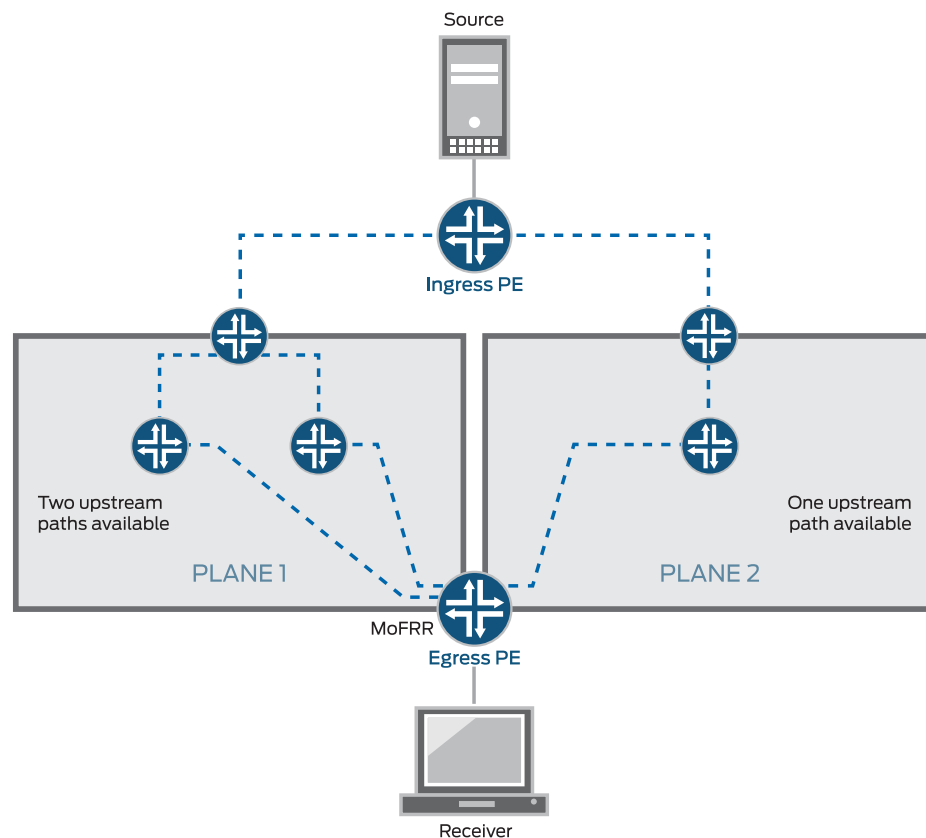 Source
Ingress PE
Two upstream
paths available
PLANE 1
One upstream
path available
PLANE 2
MoFRR
Egress PE
Receiver